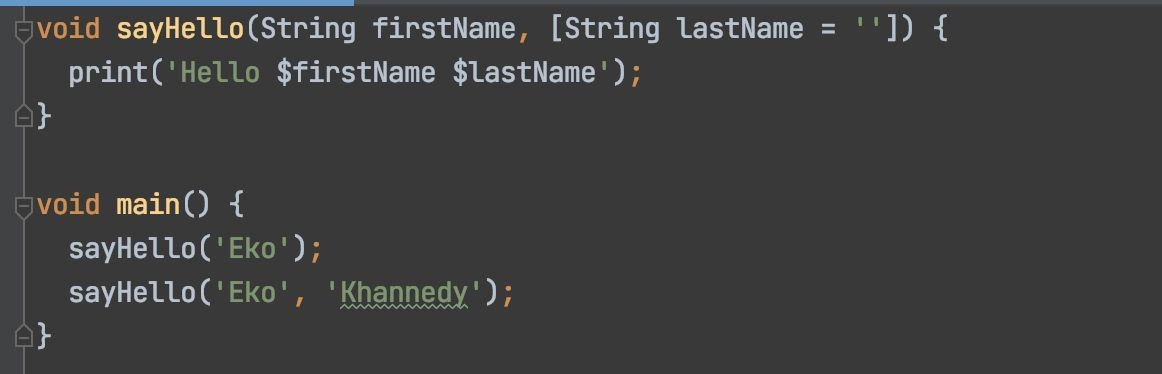 void sayHello(String firstName, [String lastName = '']) {
  print('Hello $firstName $lastName');
}

void main() {
  sayHello('Eko');
  sayHello('Eko', 'Khannedy');
}